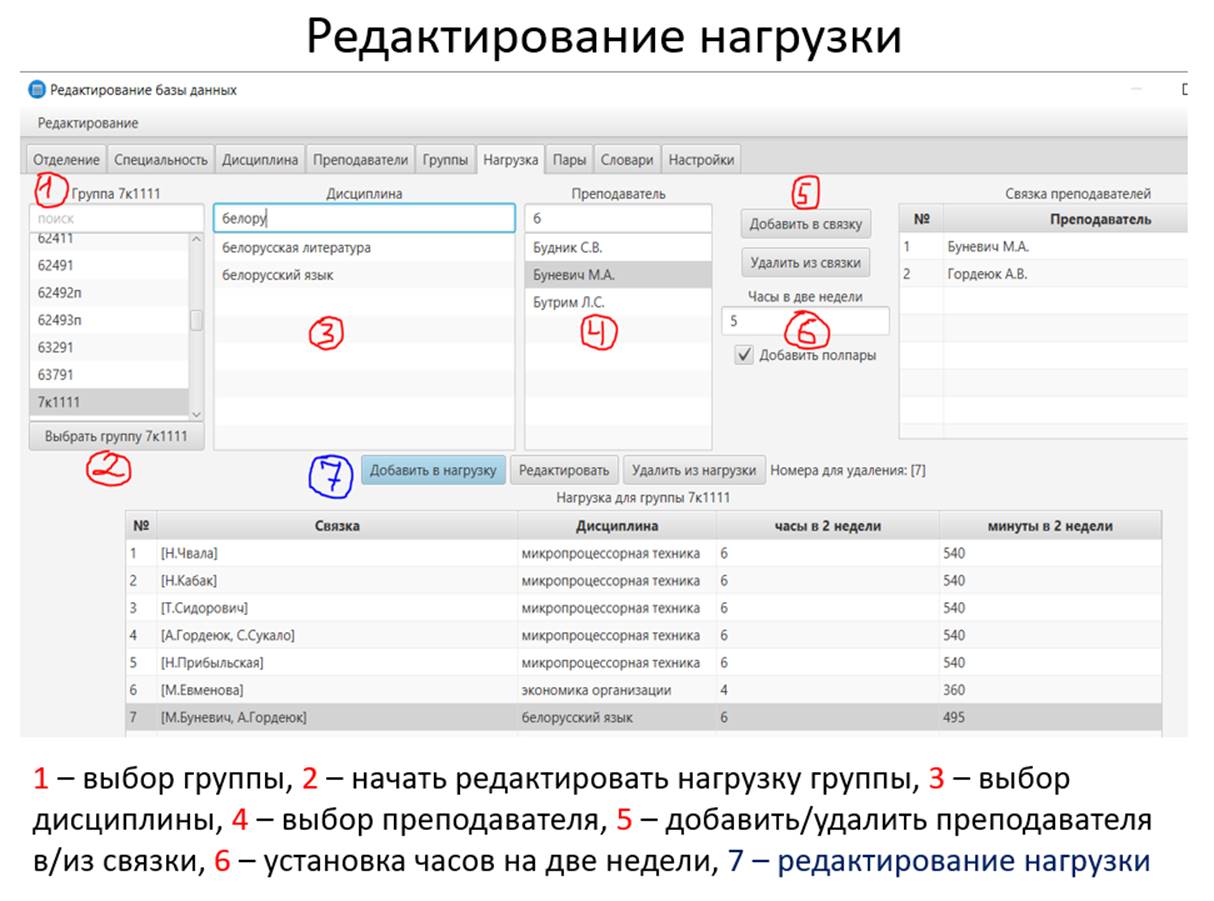 Редактирование нагрузки
Редактирование базы данных
Редактирование
Отделение Специальность Дисциплина Преподаватели Группы Нагрузка Пары Словари Настройки
1
Группа 7к1111
поиск
62411
62491
62492п
62493п
63291
63791
7к1111
Выбрать группу 7к1111
2
Дисциплина
белору
белорусская литература
белорусский язык
3
Преподаватель
б
Будник С.В.
Буневич М.А.
Бутрим Л.С.
4
5
Добавить в связку
Удалить из связки
Часы в две недели
5
6
Добавить полпары
Связка преподавателей
№ Преподаватель
1 Буневич М.А.
2 Гордеюк А.В.
7
Добавить в нагрузку Редактировать Удалить из нагрузки Номера для удаления: [7]
Нагрузка для группы 7к1111
№ Связка Дисциплина часы в 2 недели минуты в 2 недели
1 [Н.Чвала] микропроцессорная техника 6 540
2 [Н.Кабак] микропроцессорная техника 6 540
3 [Т.Сидорович] микропроцессорная техника 6 540
4 [А.Гордеюк, С.Сукало] микропроцессорная техника 6 540
5 [Н.Прибыльская] микропроцессорная техника 6 540
6 [М.Евменова] экономика организации 4 360
7 [М.Буневич, А.Гордеюк] белорусский язык 6 495
1 – выбор группы, 2 – начать редактировать нагрузку группы, 3 – выбор
дисциплины, 4 – выбор преподавателя, 5 – добавить/удалить преподавателя
в/из связки, 6 – установка часов на две недели, 7 – редактирование нагрузки